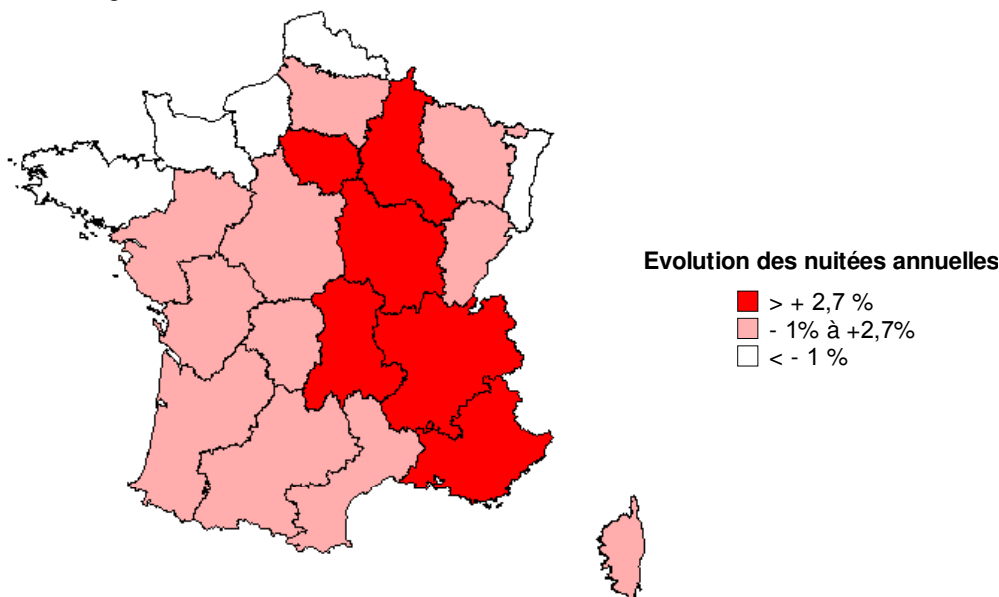 Evolution des nuitées annuelles
> + 2,7 %
- 1% à +2,7%
< - 1 %